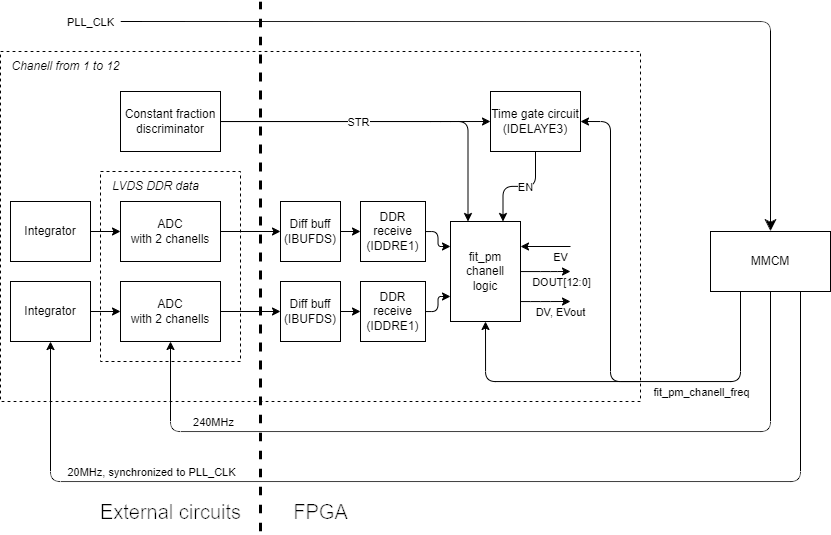 PLL_CLK
Chanell from 1 to 12
Constant fraction
discriminator
STR
Time gate circuit
(IDELAYE3)
LVDS DDR data
EN
Integrator
ADC
with 2 chanells
Diff buff
(IBUFDS)
DDR
receive
(IDDRE1)
fit_pm
chanell
logic
EV
DOUT[12:0]
DV, EVout
MMCM
Integrator
ADC
with 2 chanells
Diff buff
(IBUFDS)
DDR
receive
(IDDRE1)
fit_pm_chanell_freq
240MHz
20MHz, synchronized to PLL_CLK
External circuits
FPGA